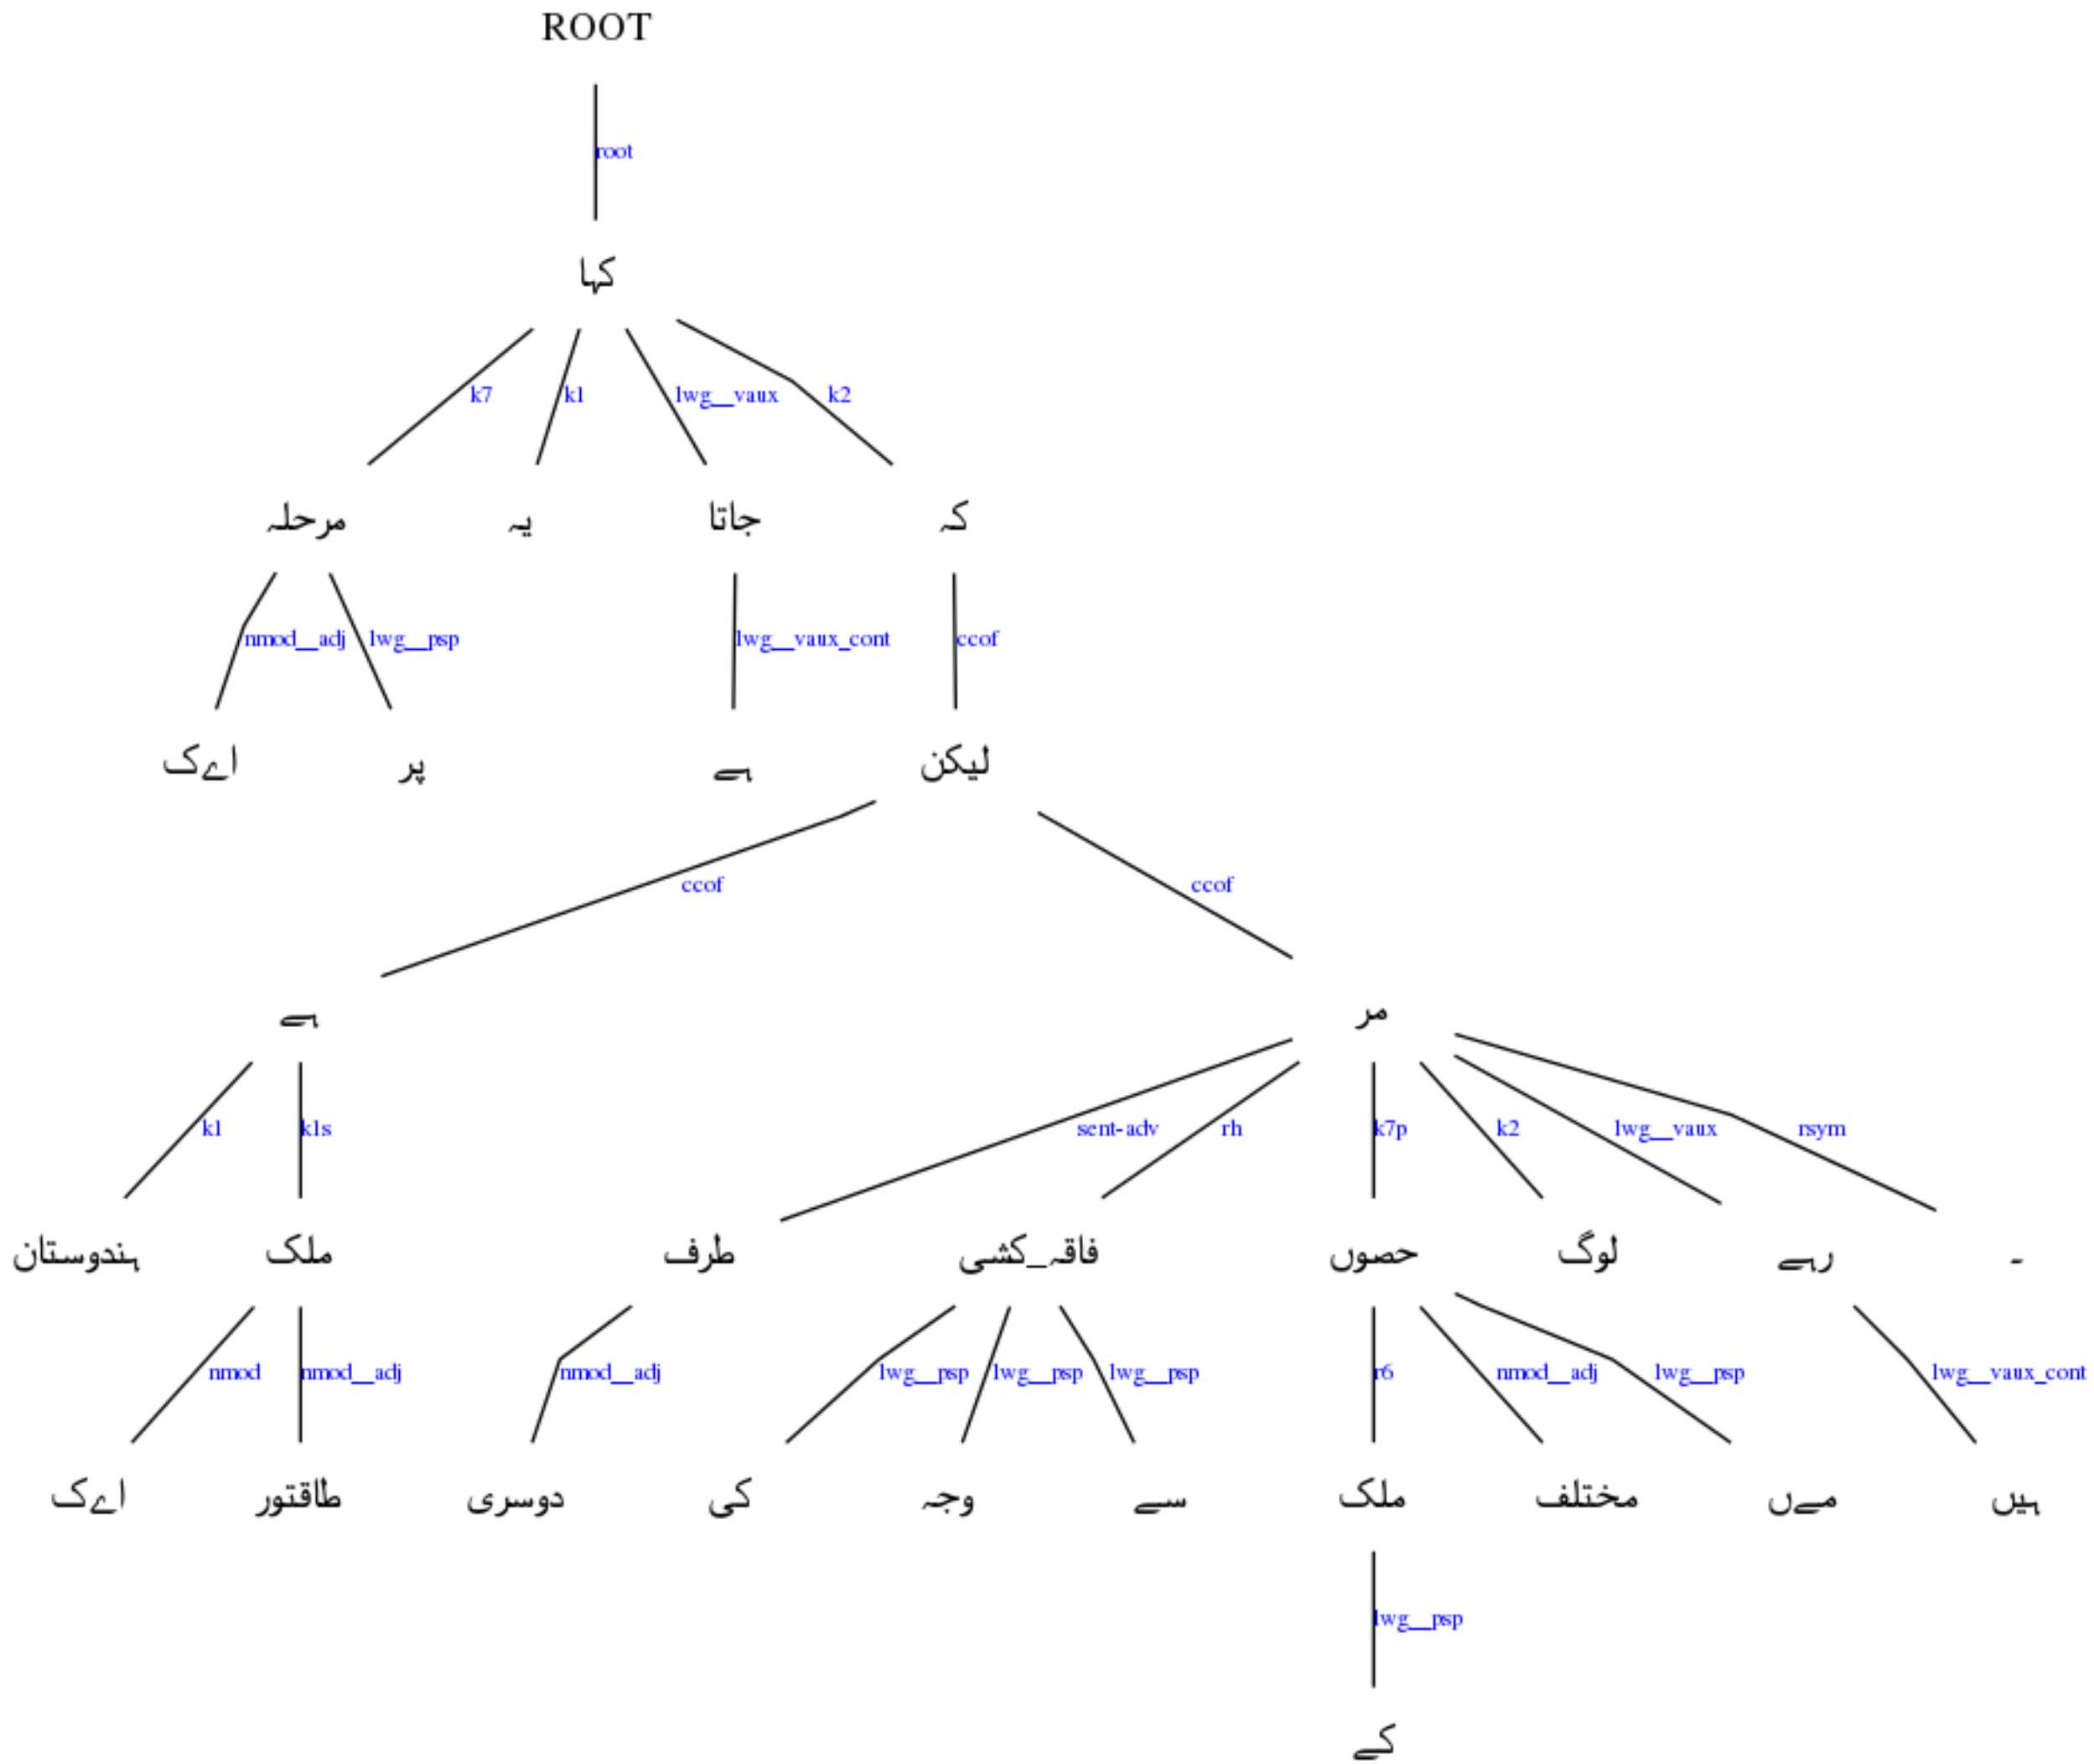 ROOT
root
کہا
k7 k1 lwg__vaux k2
مرحلہ یہ جاتا کہ
nmod__adj lwg__psp lwg__vaux_cont ccof
اےک پر ہے لیکن
ccof ccof
ہے مر
k1 k1s sent-adv rh k7p k2 lwg__vaux rsym
ہندوستان ملک طرف فاقہ_کشی حصوں لوگ رہے ۔
nmod nmod__adj nmod__adj lwg__psp lwg__psp lwg__psp r6 nmod__adj lwg__psp lwg__vaux_cont
اےک طاقتور دوسری کی وجہ سے ملک مختلف مےں ہیں
lwg__psp
کے